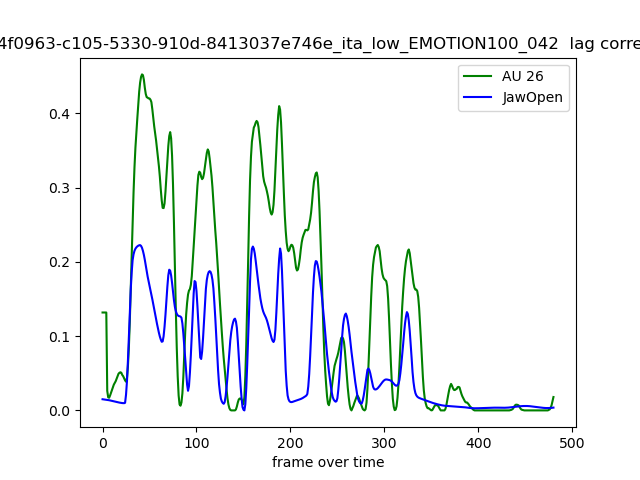 4f0963-c105-5330-910d-8413037e746e_ita_low_EMOTION100_042 lag corre
AU 26
JawOpen
0.4
0.3
0.2
0.1
0.0
0 100 200 300 400 500
frame over time